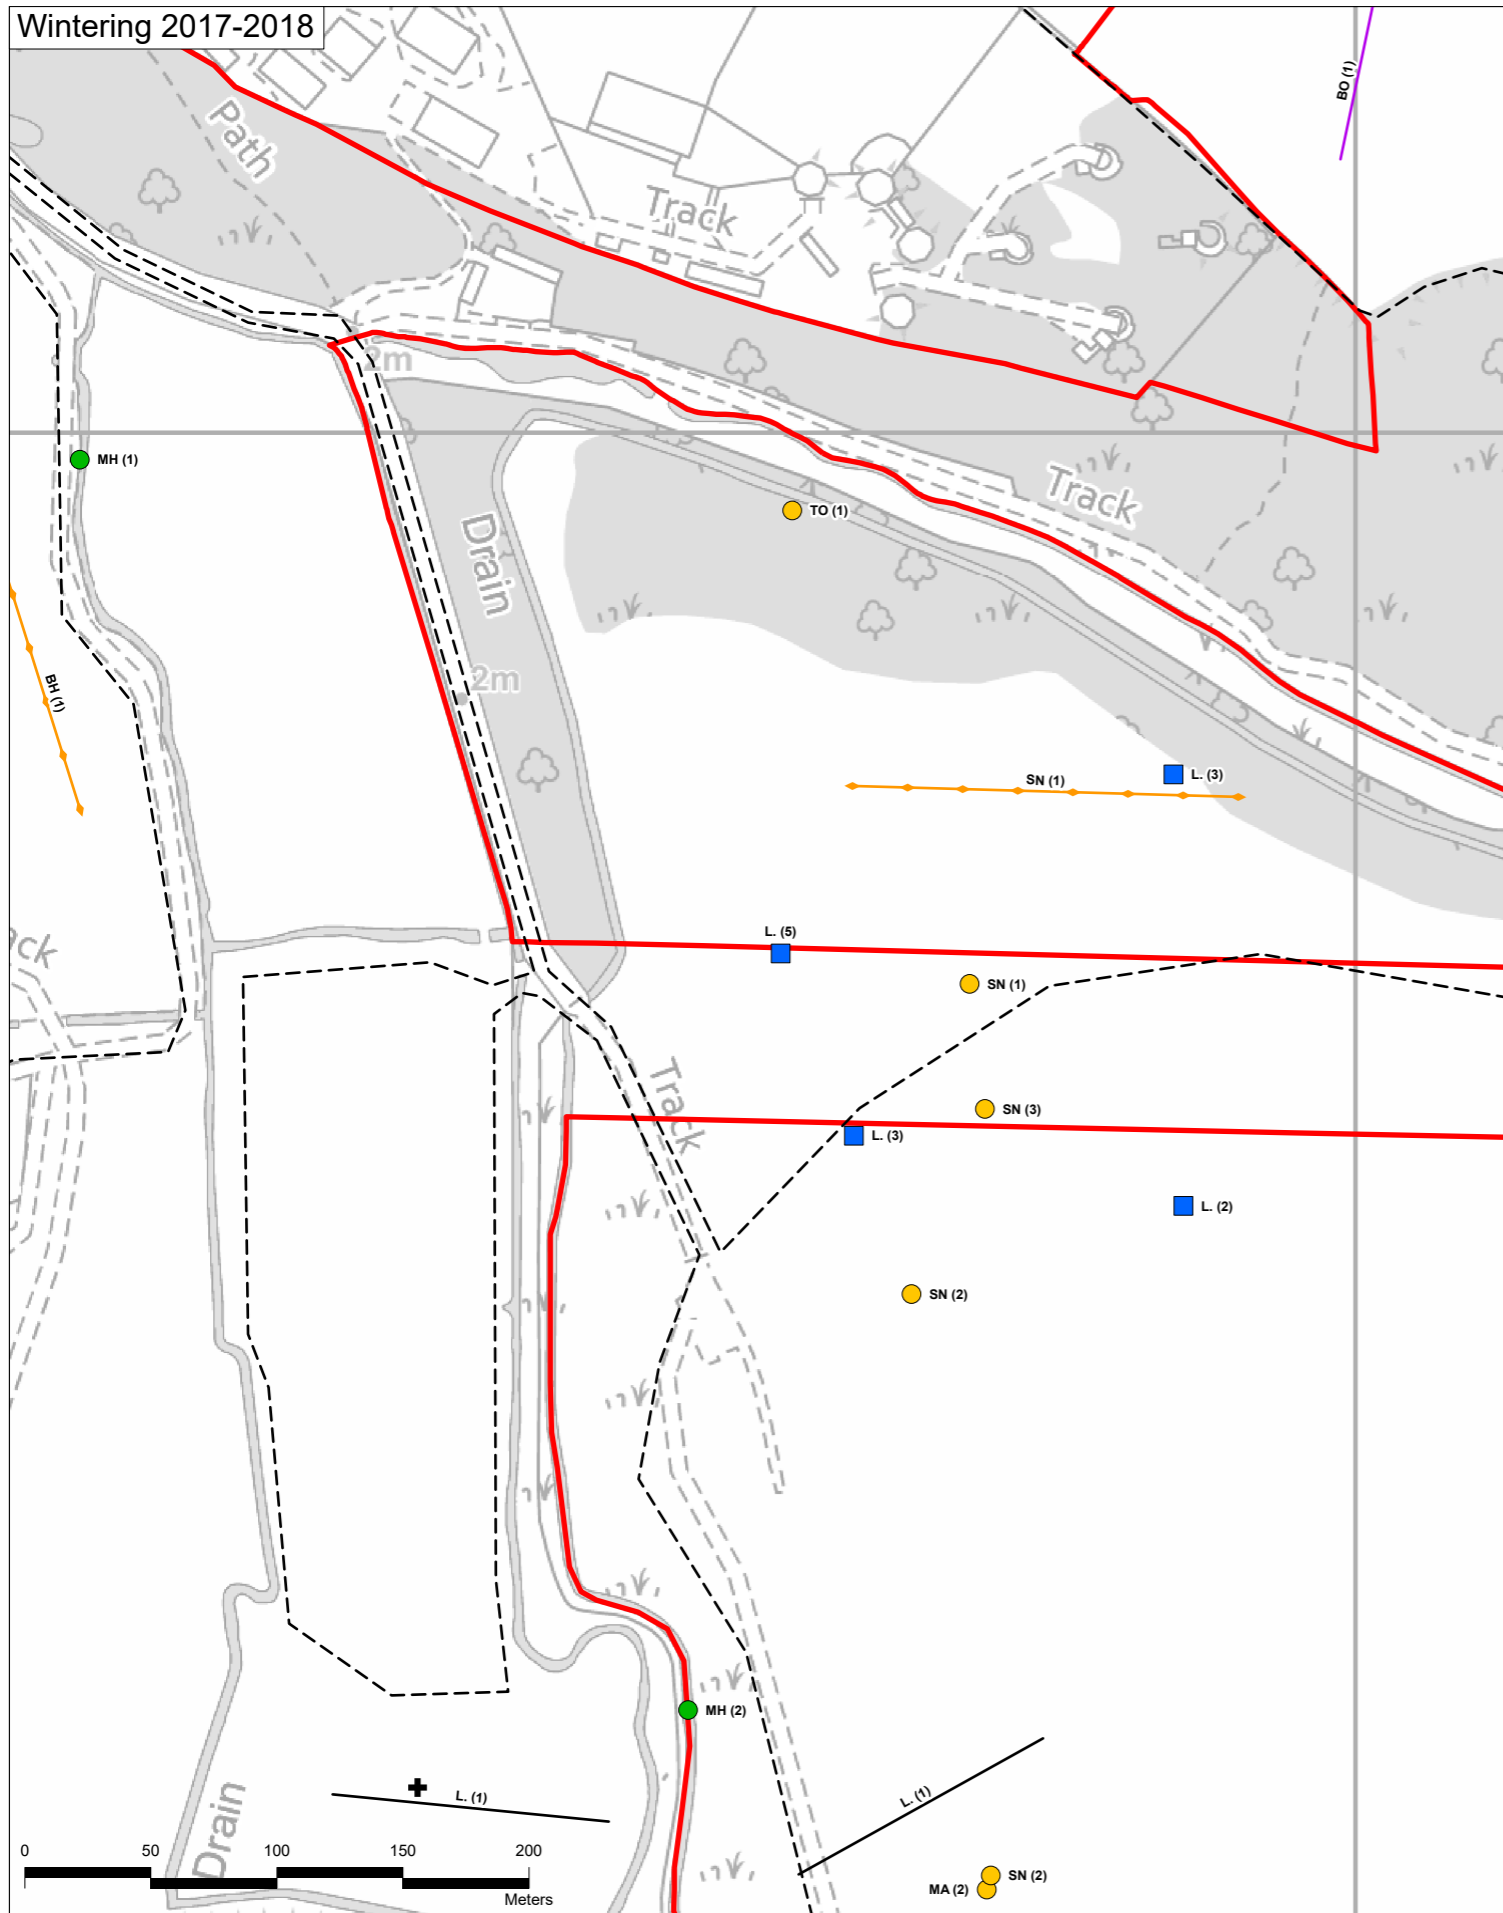 Wintering 2017-2018
BO (1)
Path
Track
2m
MH (1)
TO (1)
Track
Drain
2m
BH (1)
SN (1)
L. (3)
L. (5)
ack
SN (1)
Track
SN (3)
L. (3)
L. (2)
SN (2)
MH (2)
L. (1)
L. (1)
Drain
0 50 100 150 200
Meters
SN (2)
MA (2)